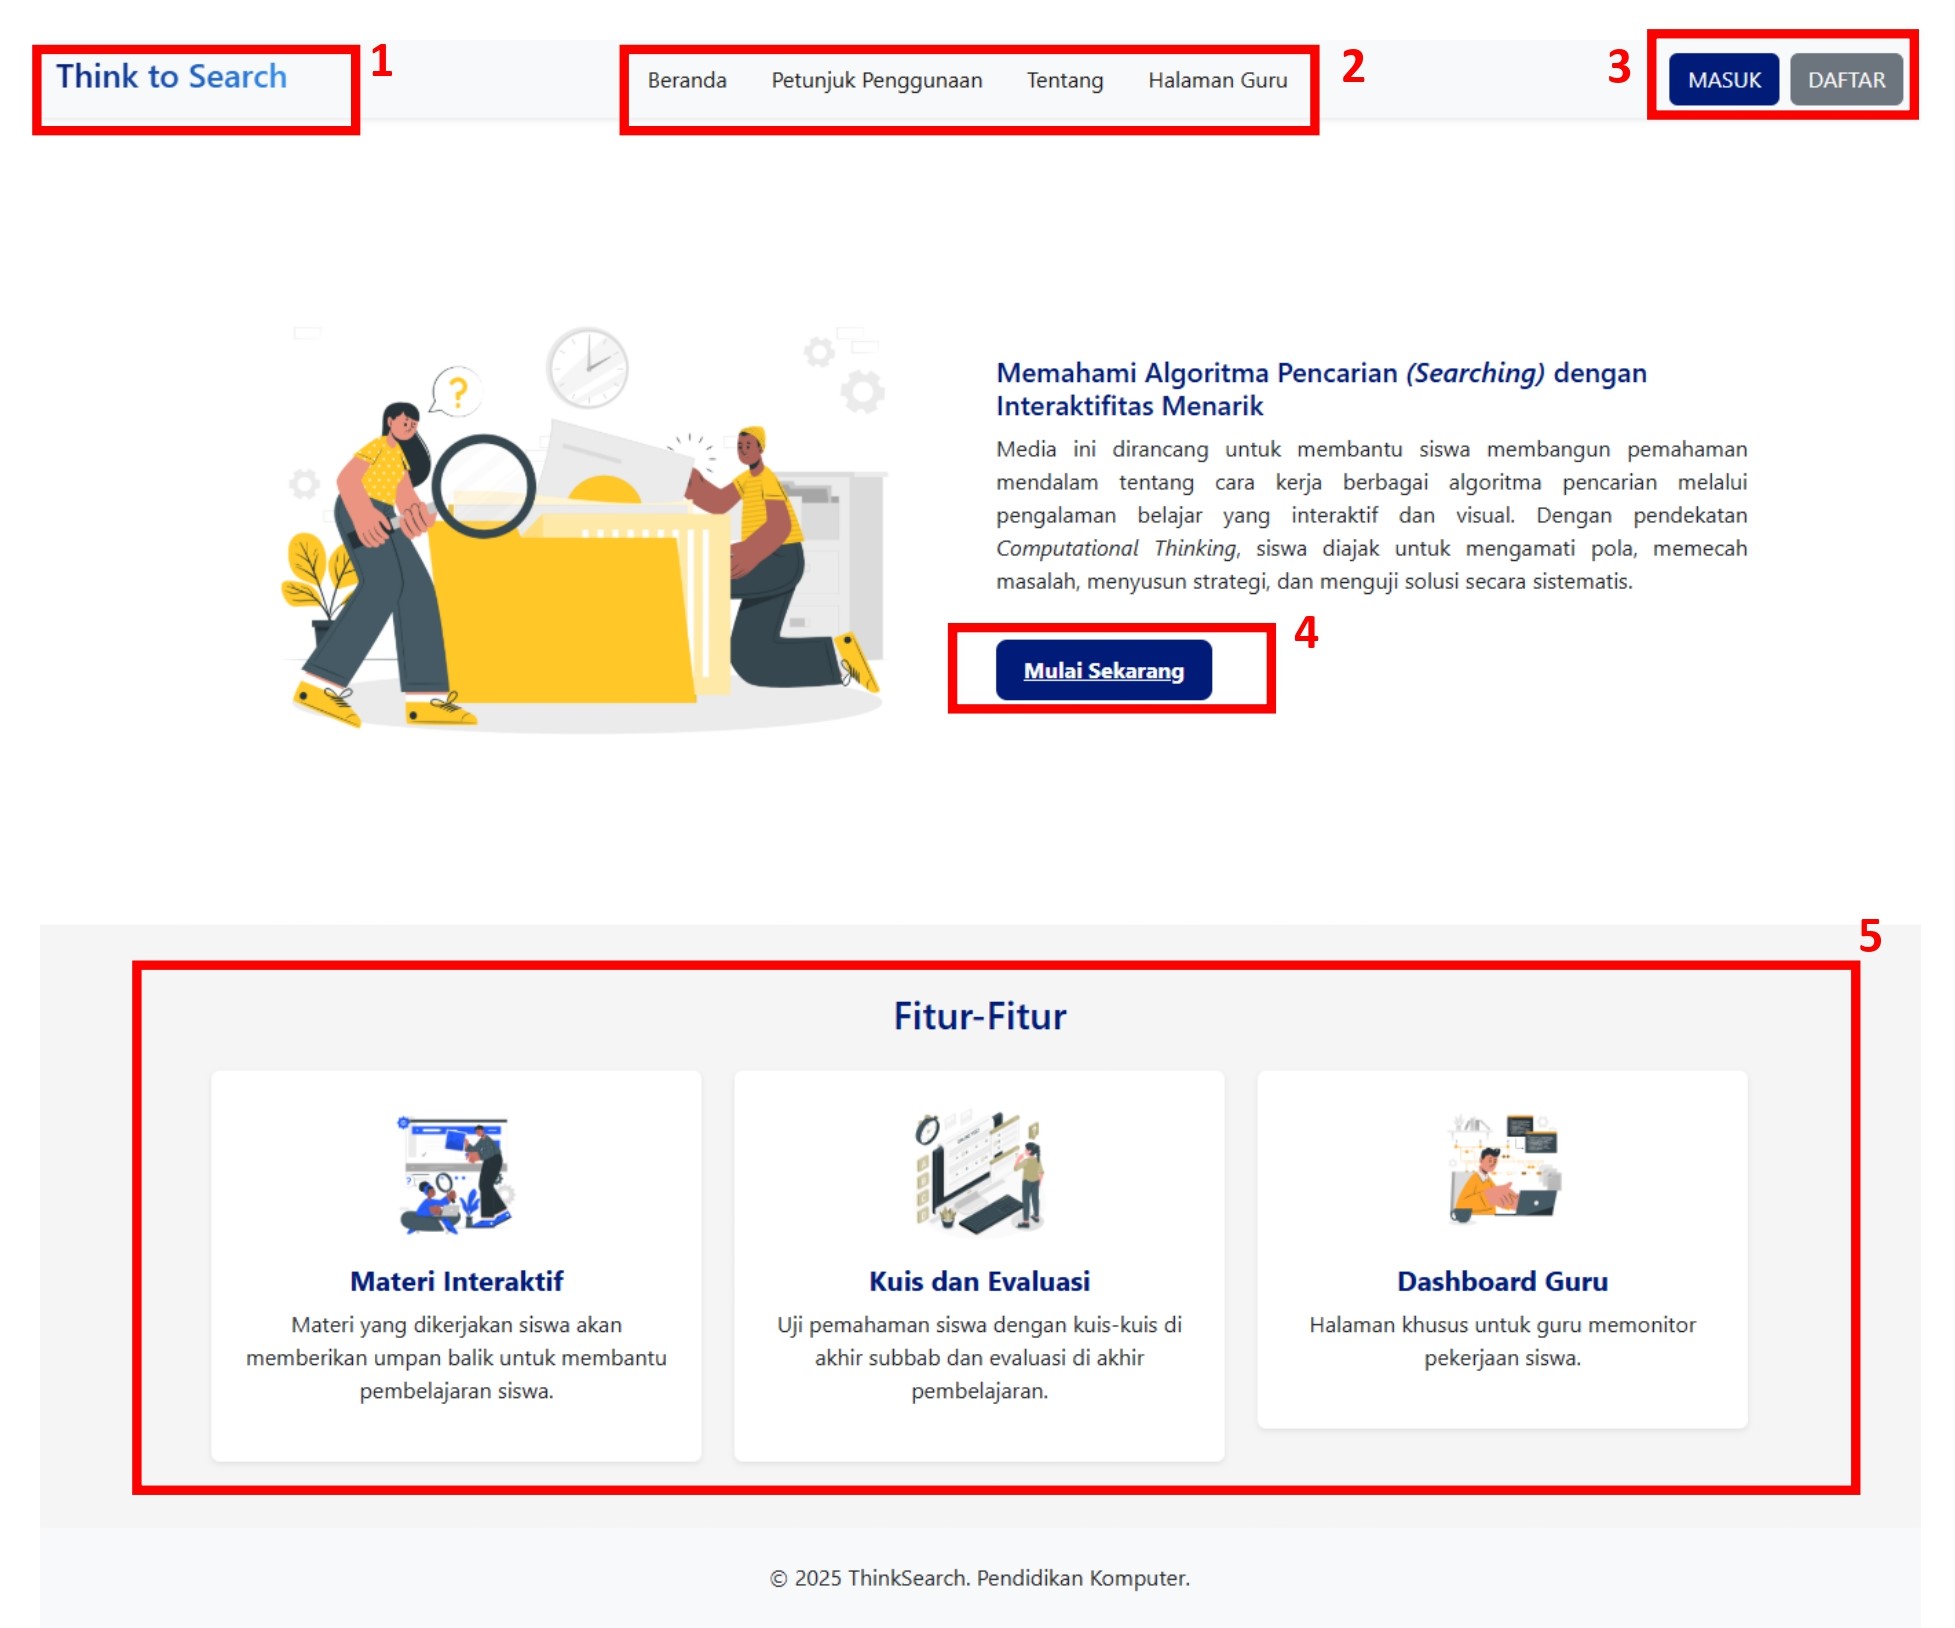 1
Think to Search
Beranda Petunjuk Penggunaan Tentang Halaman Guru
2
3
MASUK DAFTAR
Memahami Algoritma Pencarian (Searching) dengan
Interaktifitas Menarik
Media ini dirancang untuk membantu siswa membangun pemahaman
mendalam tentang cara kerja berbagai algoritma pencarian melalui
pengalaman belajar yang interaktif dan visual. Dengan pendekatan
Computational Thinking, siswa diajak untuk mengamati pola, memecah
masalah, menyusun strategi, dan menguji solusi secara sistematis.
4
Mulai Sekarang
5
Fitur-Fitur
Materi Interaktif
Materi yang dikerjakan siswa akan
memberikan umpan balik untuk membantu
pembelajaran siswa.
Kuis dan Evaluasi
Uji pemahaman siswa dengan kuis-kuis di
akhir subbab dan evaluasi di akhir
pembelajaran.
Dashboard Guru
Halaman khusus untuk guru memonitor
pekerjaan siswa.
© 2025 ThinkSearch. Pendidikan Komputer.